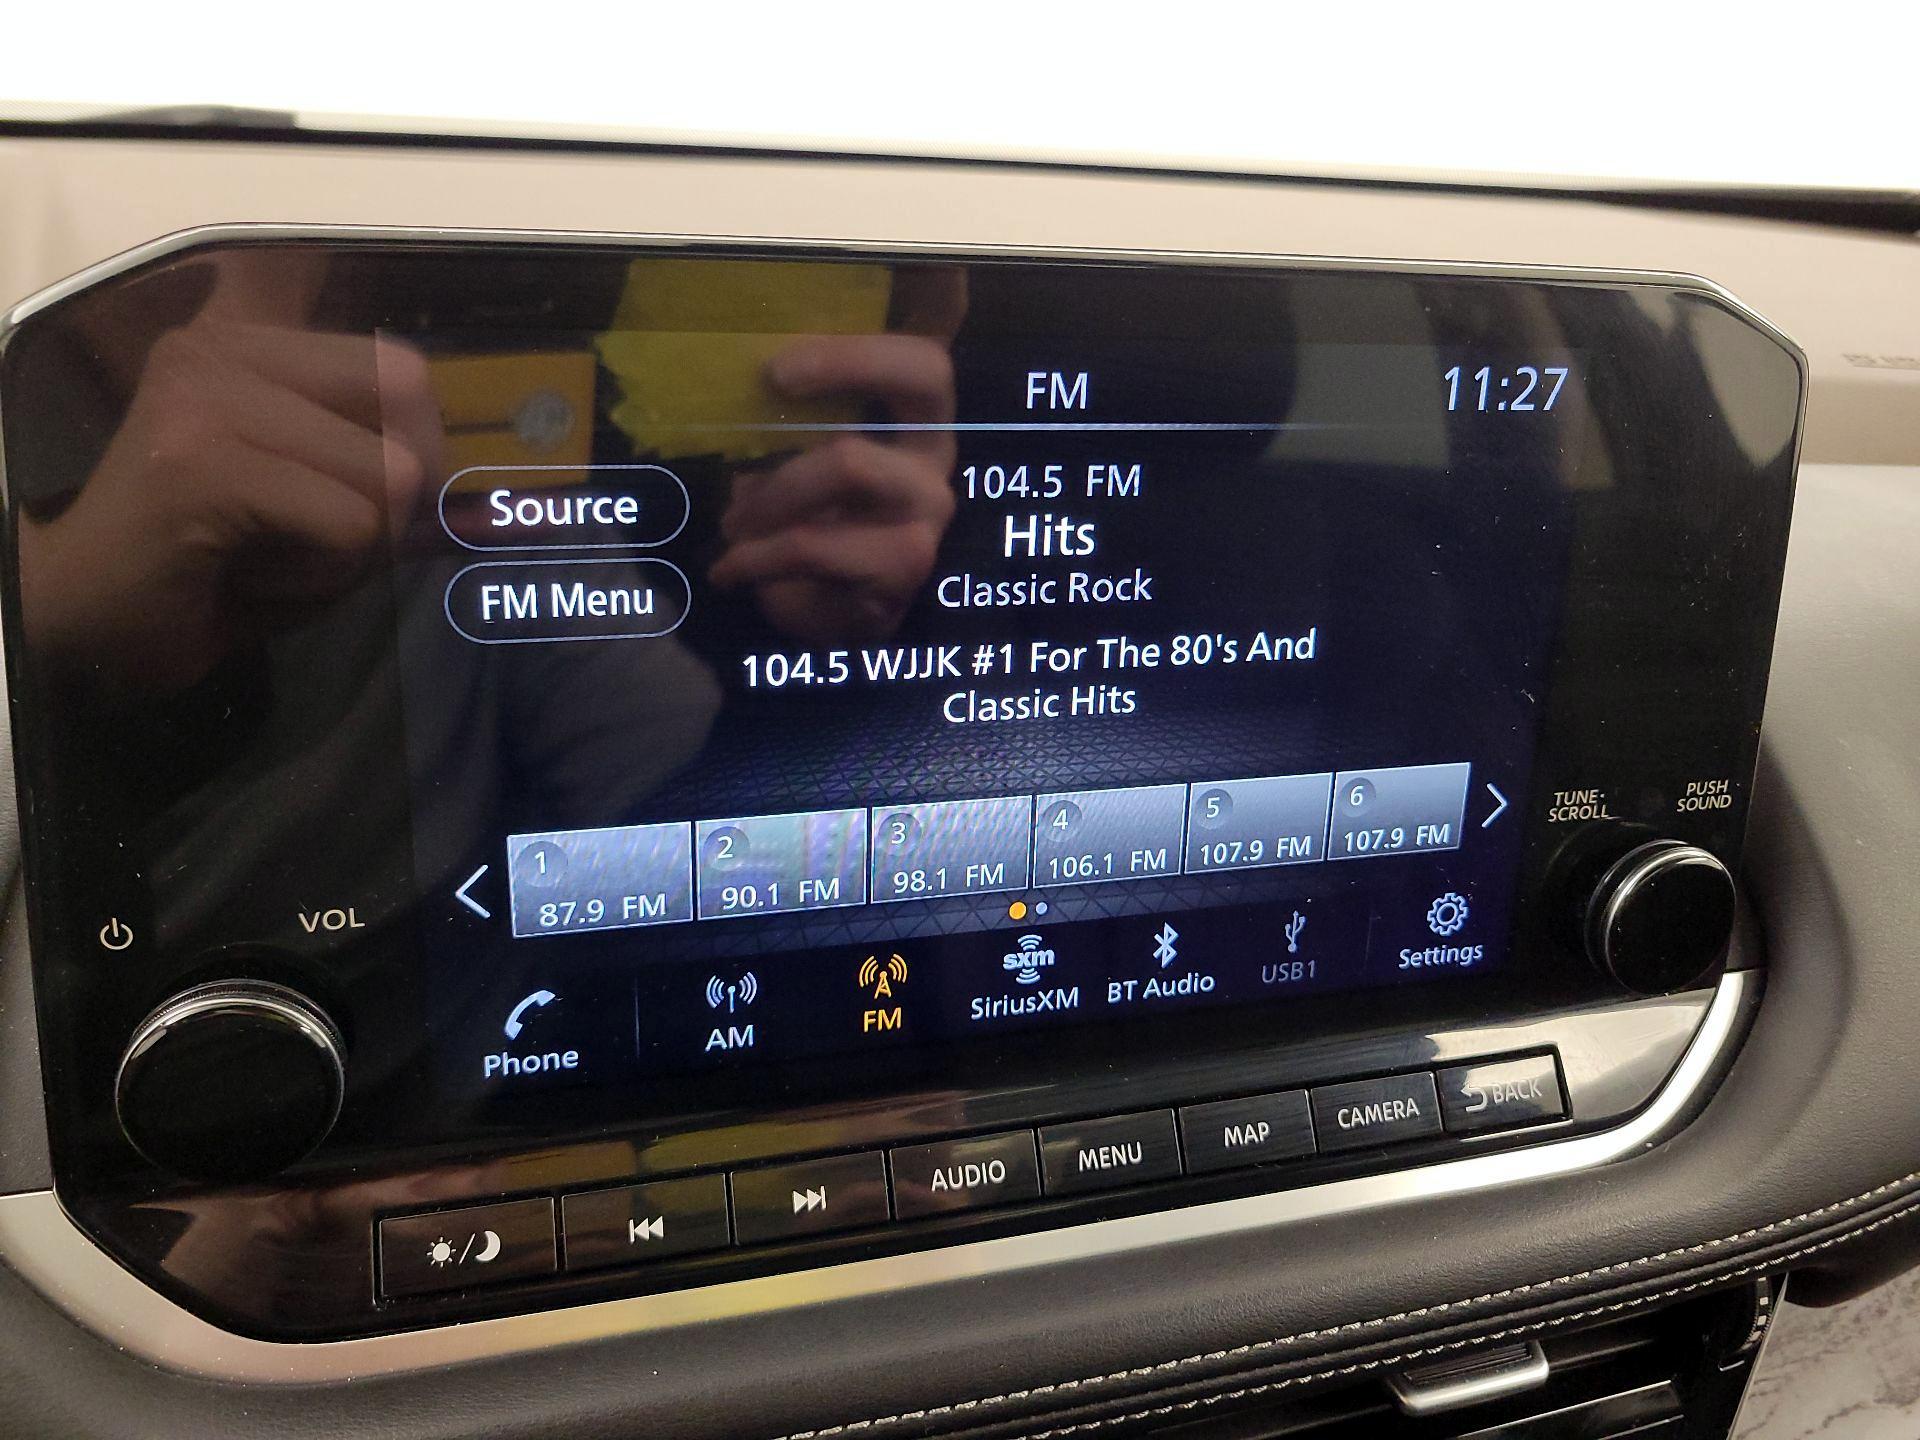 FM
11:27
Source
FM Menu
104.5 FM
Hits
Classic Rock
104.5 WJJK #1 For The 80's And
Classic Hits
1
87.9 FM
2
90.1 FM
3
98.1 FM
4
106.1 FM
5
107.9 FM
6
107.9 FM
TUNE·
SCROLL
PUSH
SOUND
VOL
Phone
AM
FM
sxm
SiriusXM
BT Audio
USB1
Settings
AUDIO
MENU
MAP
CAMERA
BACK